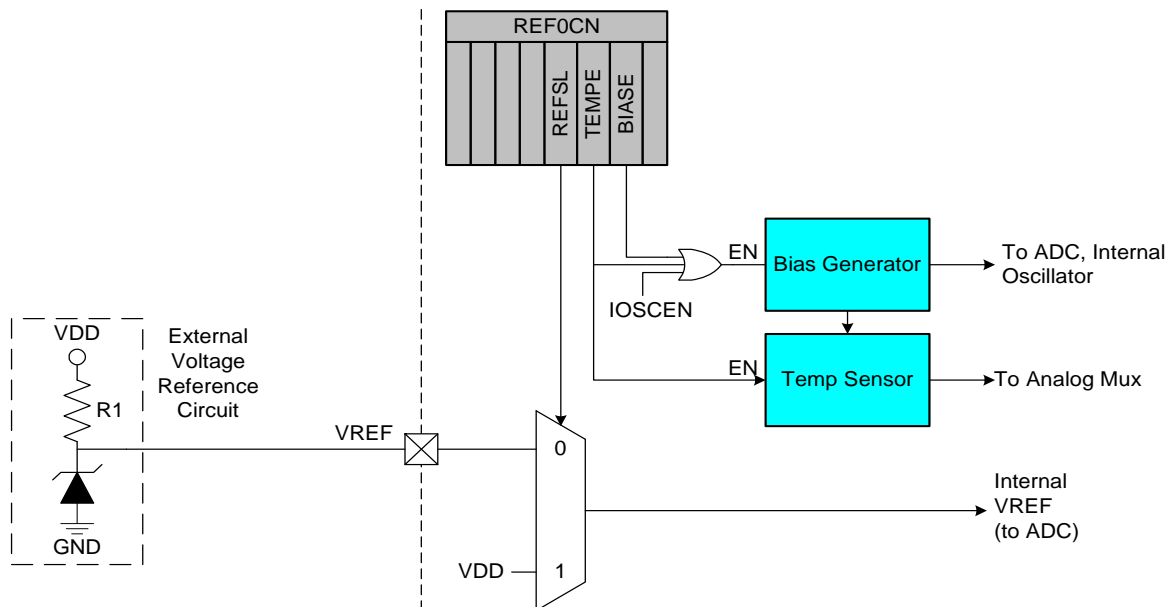 REF0CN
REFSL
TEMPE
BIASE
EN
Bias Generator
To ADC, Internal
Oscillator
IOSCEN
VDD
External
Voltage
Reference
Circuit
EN
Temp Sensor
To Analog Mux
R1
VREF
0
Internal
VREF
(to ADC)
GND
VDD
1